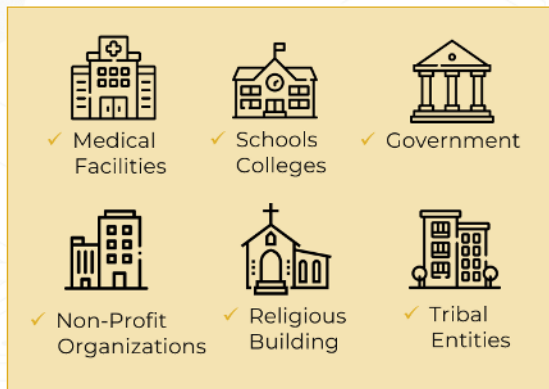 Medical
Facilities
Schools
Colleges
Government
Non-Profit
Organizations
Religious
Building
Tribal
Entities